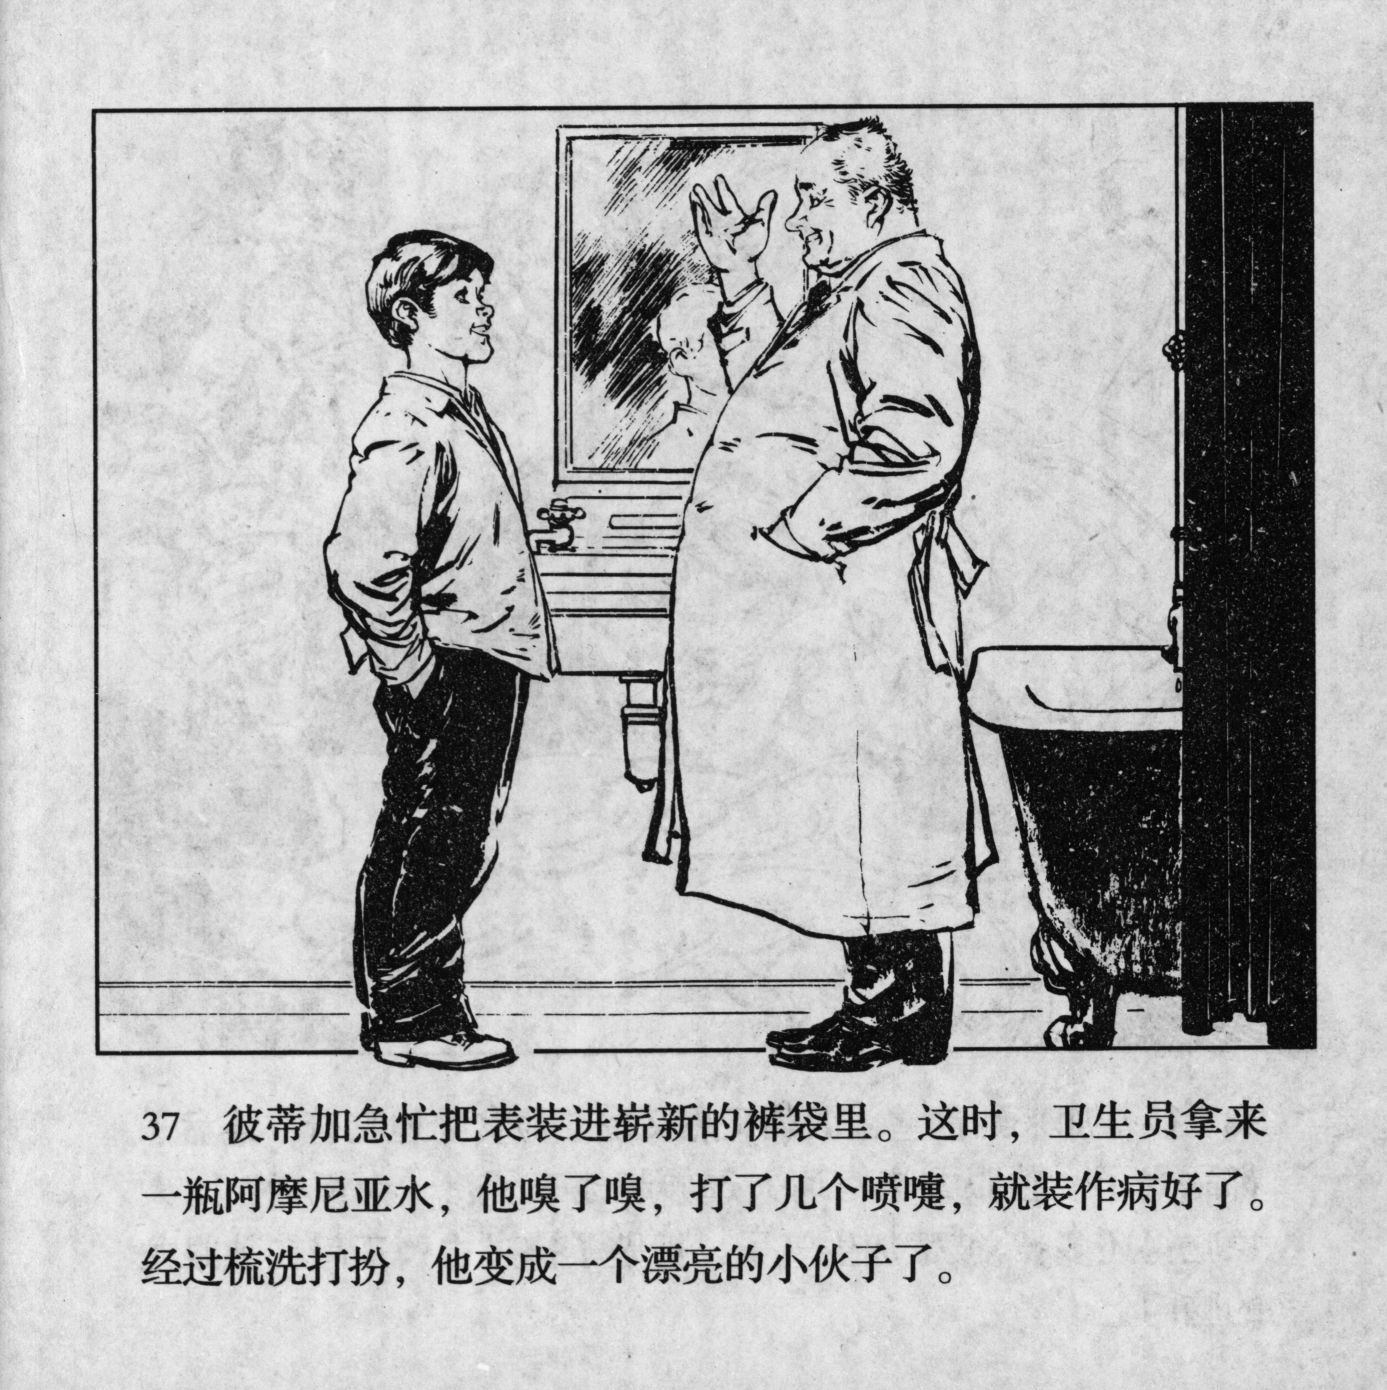 37 彼蒂加急忙把表装进崭新的裤袋里。这时，卫生员拿来
一瓶阿摩尼亚水，他嗅了嗅，打了几个喷嚏，就装作病好了。
经过梳洗打扮，他变成一个漂亮的小伙子了。